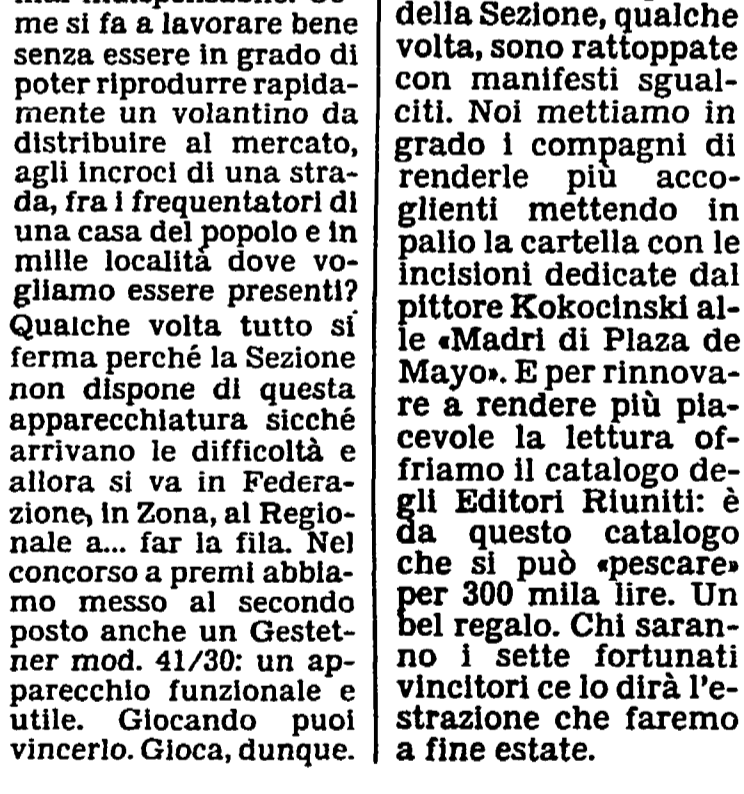 me si fa a lavorare bene
senza essere in grado di
poter riprodurre rapida-
mente un volantino da
distribuire al mercato,
agli incroci di una stra-
da, fra i frequentatori di
una casa del popolo e in
mille località dove vo-
gliamo essere presenti?
Qualche volta tutto si
ferma perché la Sezione
non dispone di questa
apparecchiatura sicché
arrivano le difficoltà e
allora si va in Federa-
zione, in Zona, al Regio-
nale a... far la fila. Nel
concorso a premi abbia-
mo messo al secondo
posto anche un Gestet-
ner mod. 41/30: un ap-
parecchio funzionale e
utile. Giocando puoi
vincerlo. Gioca, dunque.
della Sezione, qualche
volta, sono rattoppate
con manifesti sgual-
citi. Noi mettiamo in
grado i compagni di
renderle più acco-
glienti mettendo in
palio la cartella con le
incisioni dedicate dal
pittore Kokocinski al-
le «Madri di Plaza de
Mayo». E per rinnova-
re a rendere più pia-
cevole la lettura of-
friamo il catalogo de-
gli Editori Riuniti: è
da questo catalogo
che si può «pescare»
per 300 mila lire. Un
bel regalo. Chi saran-
no i sette fortunati
vincitori ce lo dirà l'e-
strazione che faremo
a fine estate.